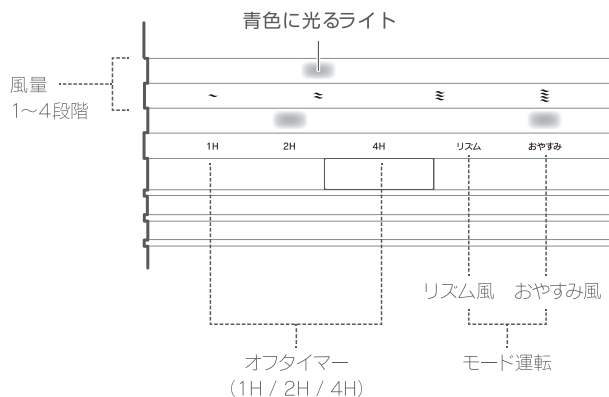 青色に光るライト
風量
1〜4段階
1H 2H 4H リズム おやすみ
リズム風 おやすみ風
オフタイマー
(1H / 2H / 4H)
モード運転